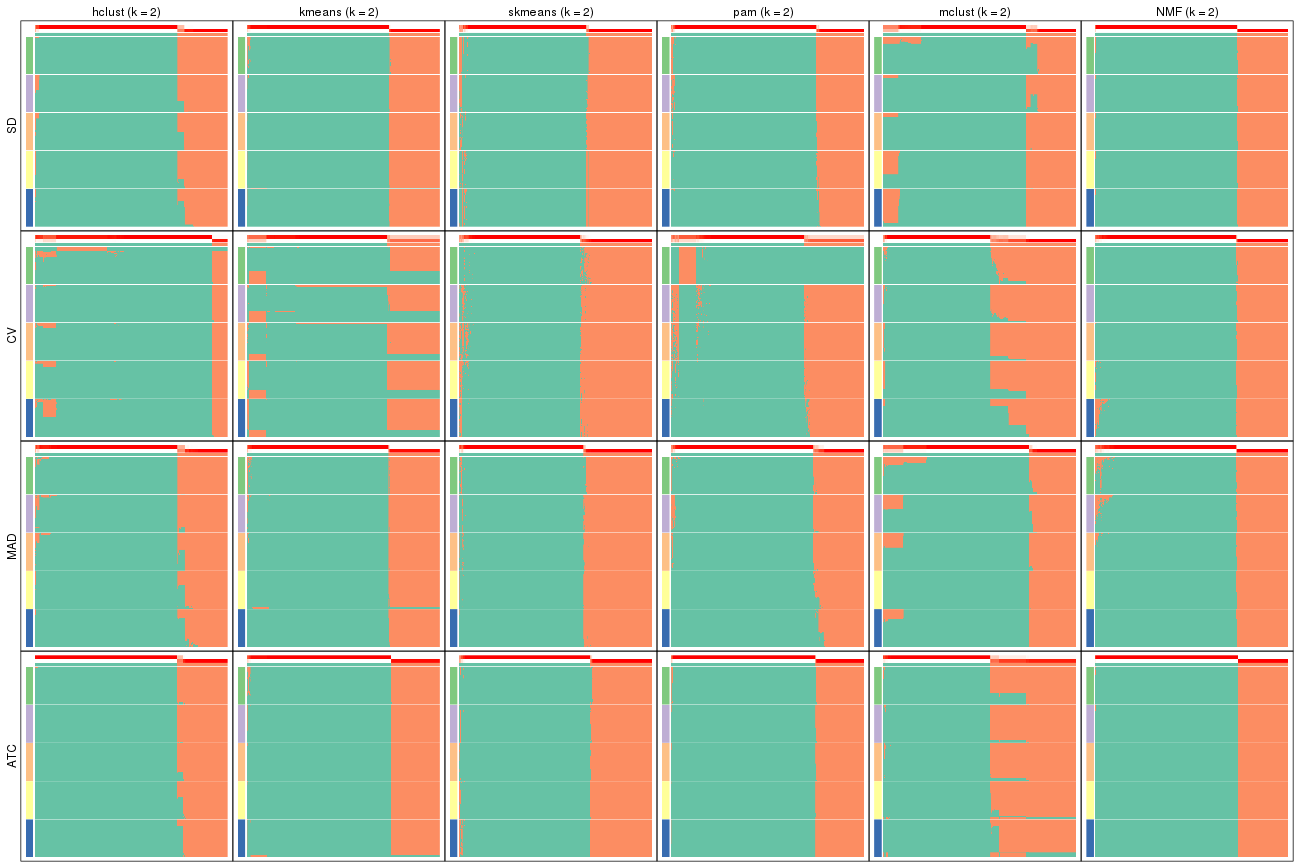 hclust (k = 2) kmeans (k = 2) skmeans (k = 2) pam (k = 2) mclust (k = 2) NMF (k = 2)
SD
CV
MAD
ATC